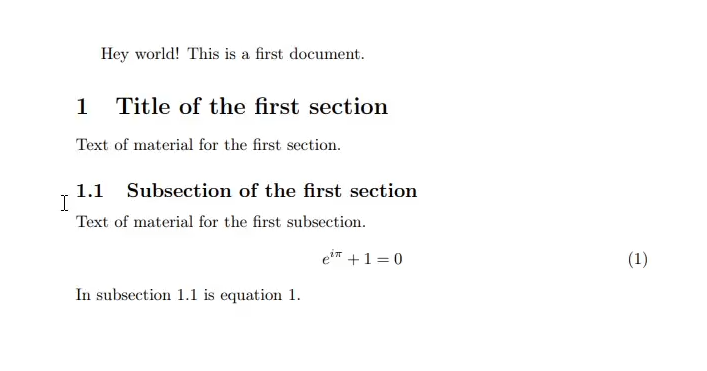 Hey world! This is a first document.
1 Title of the first section
Text of material for the first section.
1.1 Subsection of the first section
Text of material for the first subsection.
e^{iπ} + 1 = 0 (1)
In subsection 1.1 is equation 1.